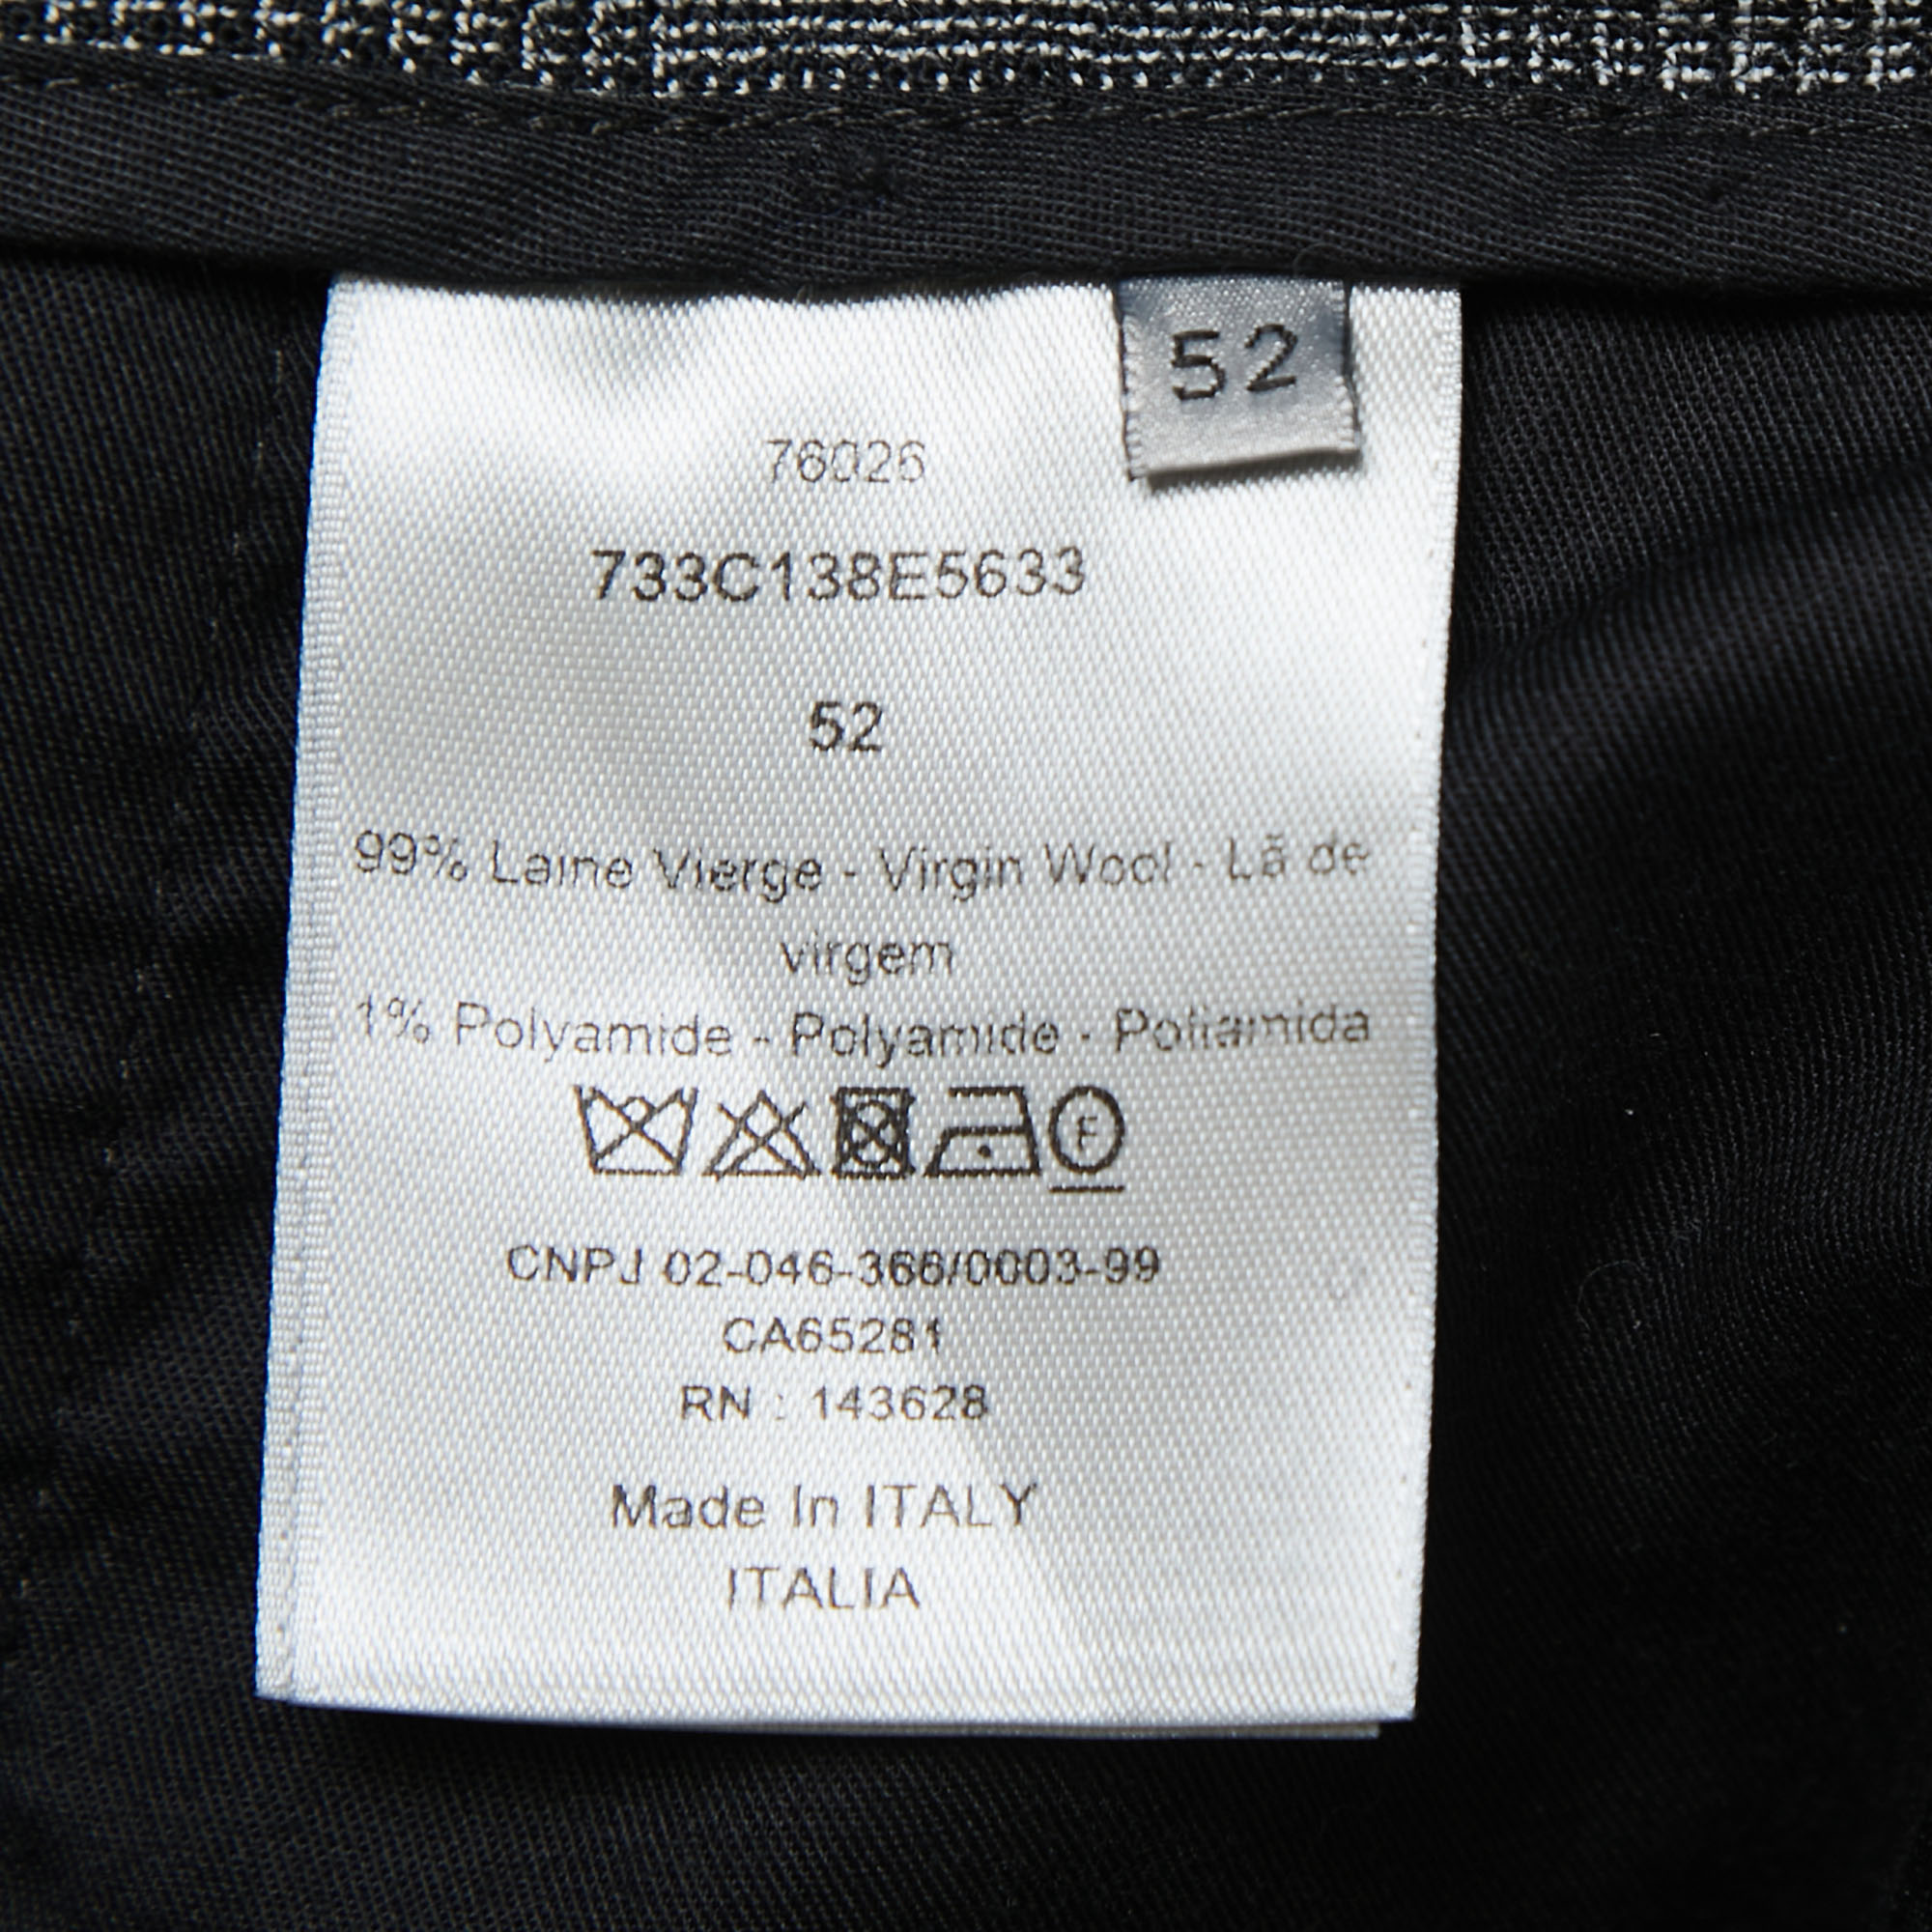 52
76026
733C138E5633
52
99% Laine Vierge - Virgin Wool - Lã de
virgem
1% Polyamide - Polyamide - Poliamida
F
CNPJ 02-046-366/0003-99
CA65281
RN : 143628
Made In ITALY
ITALIA